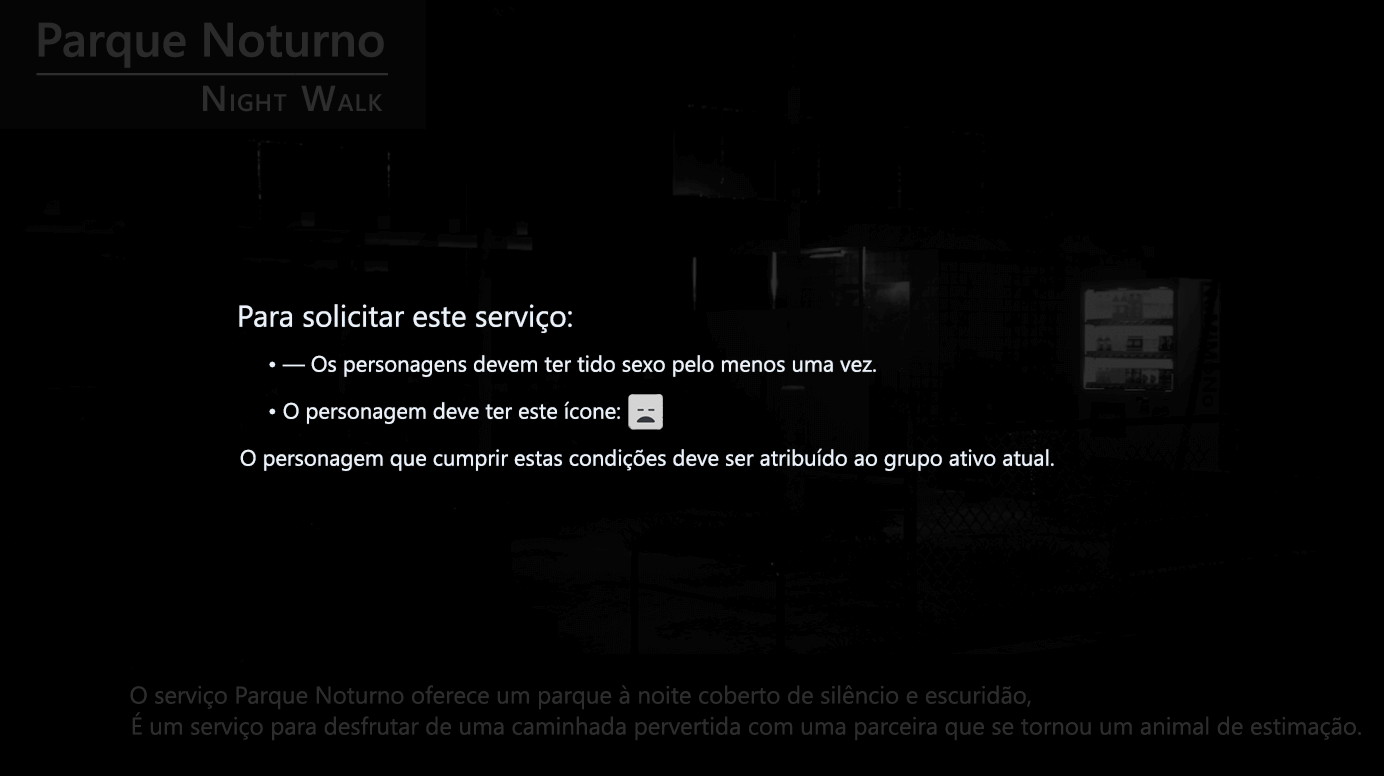 Parque Noturno
NIGHT WALK
Para solicitar este serviço:
• — Os personagens devem ter tido sexo pelo menos uma vez.
• O personagem deve ter este ícone:
O personagem que cumprir estas condições deve ser atribuído ao grupo ativo atual.
O serviço Parque Noturno oferece um parque à noite coberto de silêncio e escuridão,
É um serviço para desfrutar de uma caminhada pervertida com uma parceira que se tornou um animal de estimação.